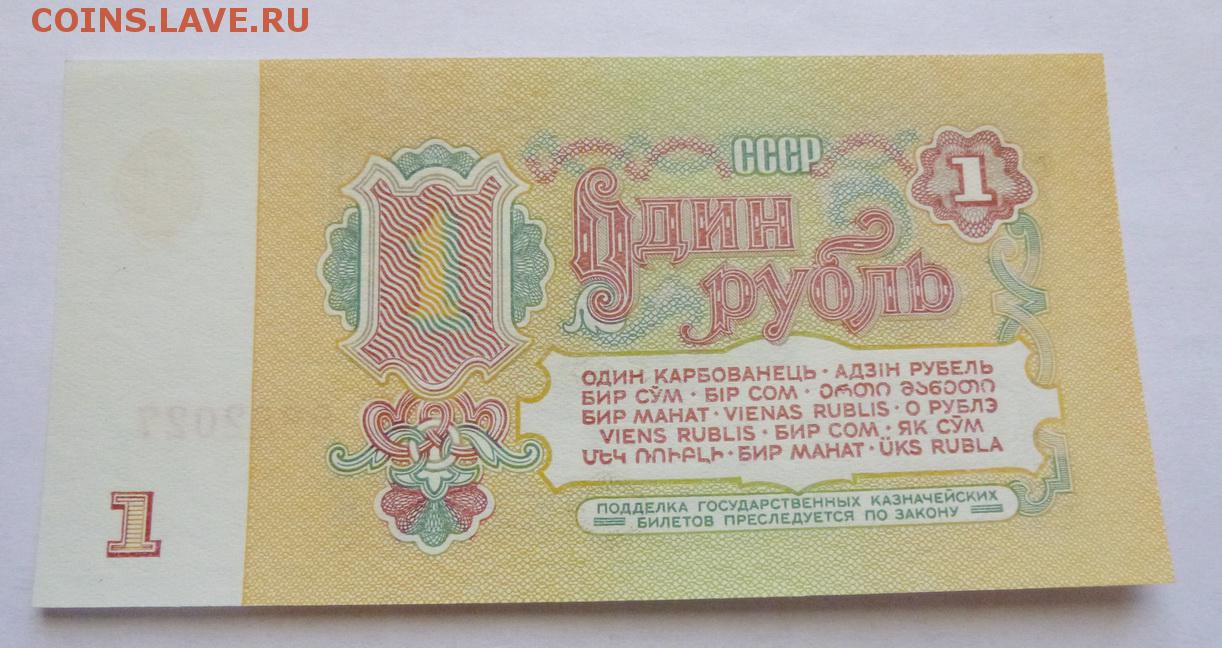 COINS.LAVE.RU
СССР
1
1
Один
рубль
ОДИН КАРБОВАНЕЦЬ · АДЗІН РУБЕЛЬ
БИР СЎМ · БІР СОМ · ერთი მანეთი
БИР МАНАТ · VIENAS RUBLIS · О РУБЛЭ
VIENS RUBLIS · БИР СОМ · ЯК СӮМ
ՄԵԿ ՌՈՒԲԼԻ · БИР МАНАТ · ÜKS RUBLA
ПОДДЕЛКА ГОСУДАРСТВЕННЫХ КАЗНАЧЕЙСКИХ
БИЛЕТОВ ПРЕСЛЕДУЕТСЯ ПО ЗАКОНУ
1